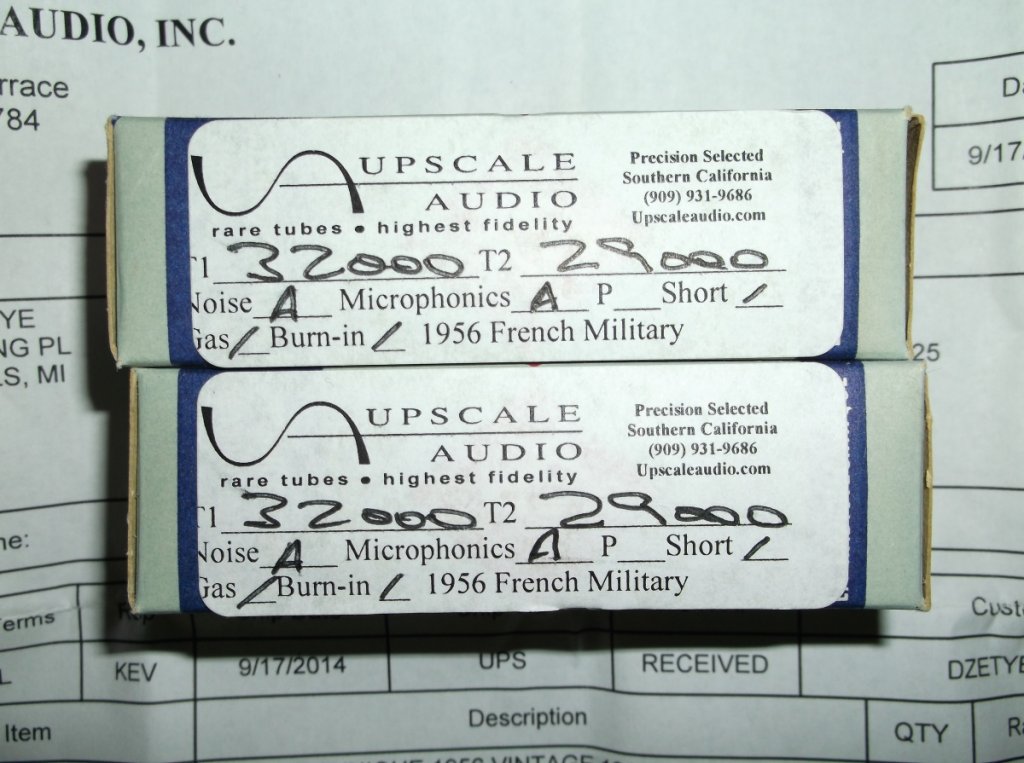 AUDIO, INC.
rrace
784
9/17
UPSCALE
AUDIO
rare tubes • highest fidelity
Precision Selected
Southern California
(909) 931-9686
Upscaleaudio.com
T1 32000 T2 29000
Noise A Microphonics A P Short /
Gas / Burn-in / 1956 French Military
YE
NG PL
LS, MI
25
UPSCALE
AUDIO
rare tubes • highest fidelity
Precision Selected
Southern California
(909) 931-9686
Upscaleaudio.com
T1 32000 T2 29000
Noise A Microphonics A P Short /
Gas / Burn-in / 1956 French Military
ne:
erms
KEV 9/17/2014 UPS RECEIVED DZETYE
Item Description QTY
1956 VINTAGE